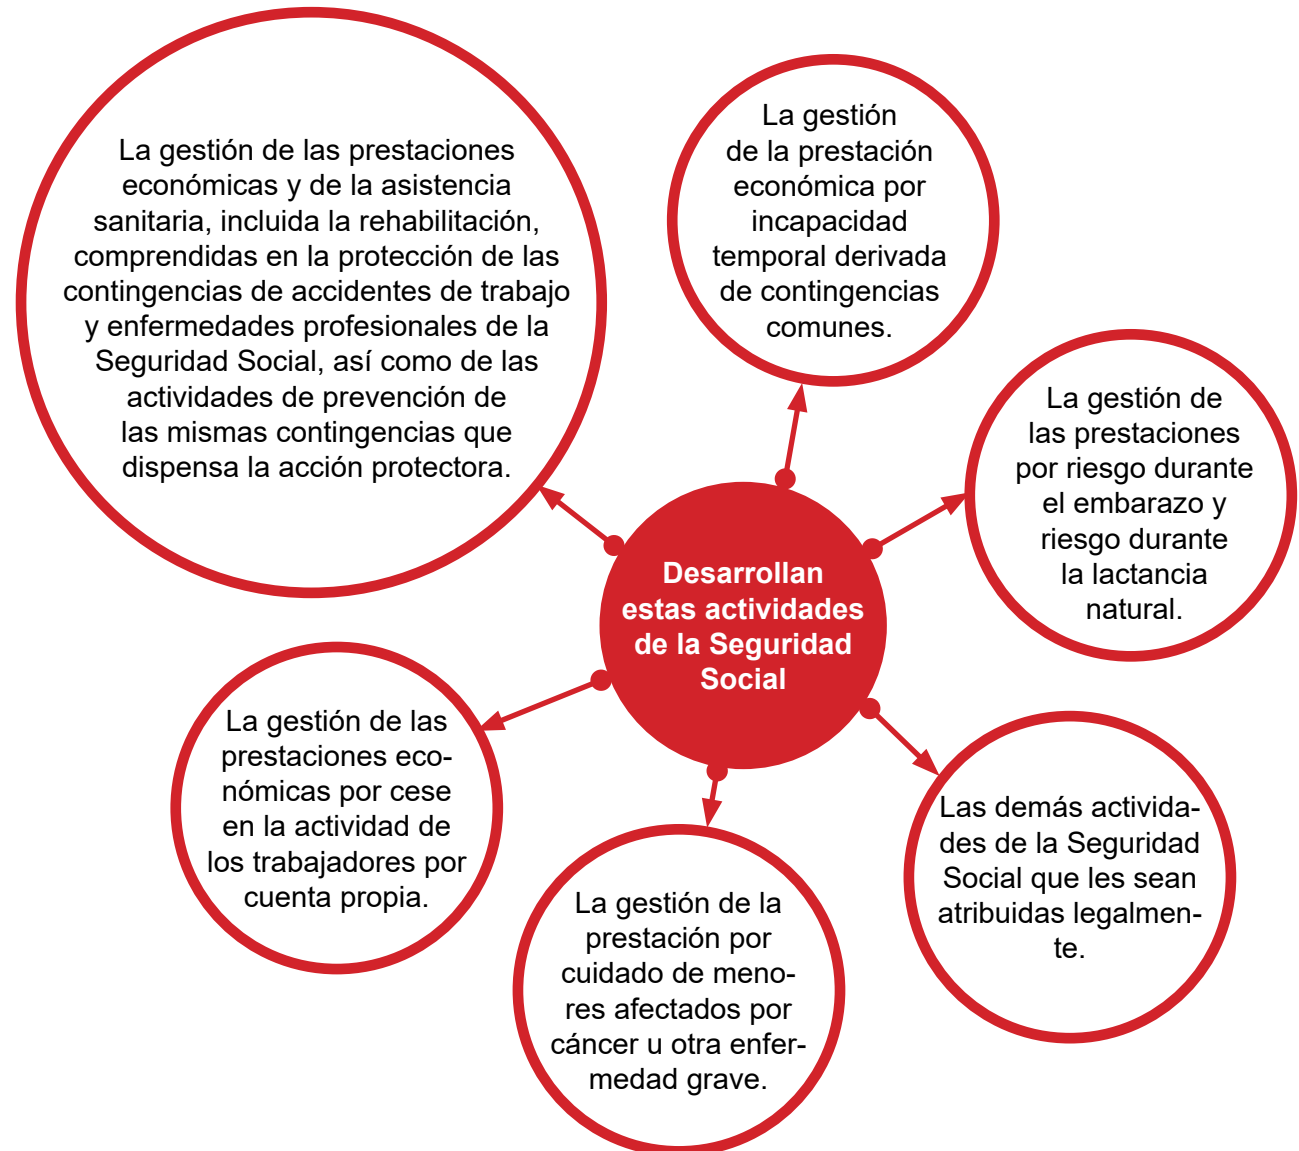 La gestión de las prestaciones
económicas y de la asistencia
sanitaria, incluida la rehabilitación,
comprendidas en la protección de las
contingencias de accidentes de trabajo
y enfermedades profesionales de la
Seguridad Social, así como de las
actividades de prevención de
las mismas contingencias que
dispensa la acción protectora.
La gestión
de la prestación
económica por
incapacidad
temporal derivada
de contingencias
comunes.
La gestión de
las prestaciones
por riesgo durante
el embarazo y
riesgo durante
la lactancia
natural.
Desarrollan
estas actividades
de la Seguridad
Social
La gestión de las
prestaciones eco-
nómicas por cese
en la actividad de
los trabajadores por
cuenta propia.
La gestión de la
prestación por
cuidado de meno-
res afectados por
cáncer u otra enfer-
medad grave.
Las demás activida-
des de la Seguridad
Social que les sean
atribuidas legalmen-
te.